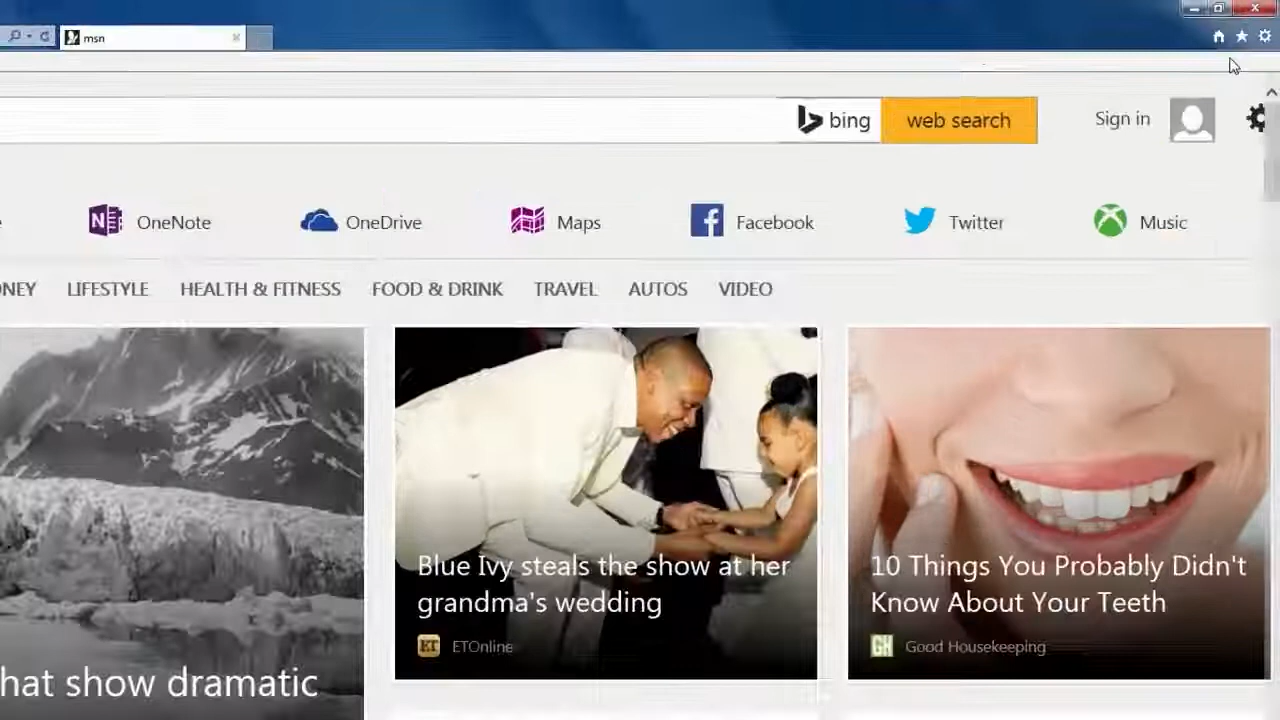 msn
bing
web search
Sign in
OneNote
OneDrive
Maps
Facebook
Twitter
Music
LIFESTYLE
HEALTH & FITNESS
FOOD & DRINK
TRAVEL
AUTOS
VIDEO
Blue Ivy steals the show at her
grandma's wedding
ET
ETOnline
10 Things You Probably Didn't
Know About Your Teeth
GH
Good Housekeeping
hat show dramatic